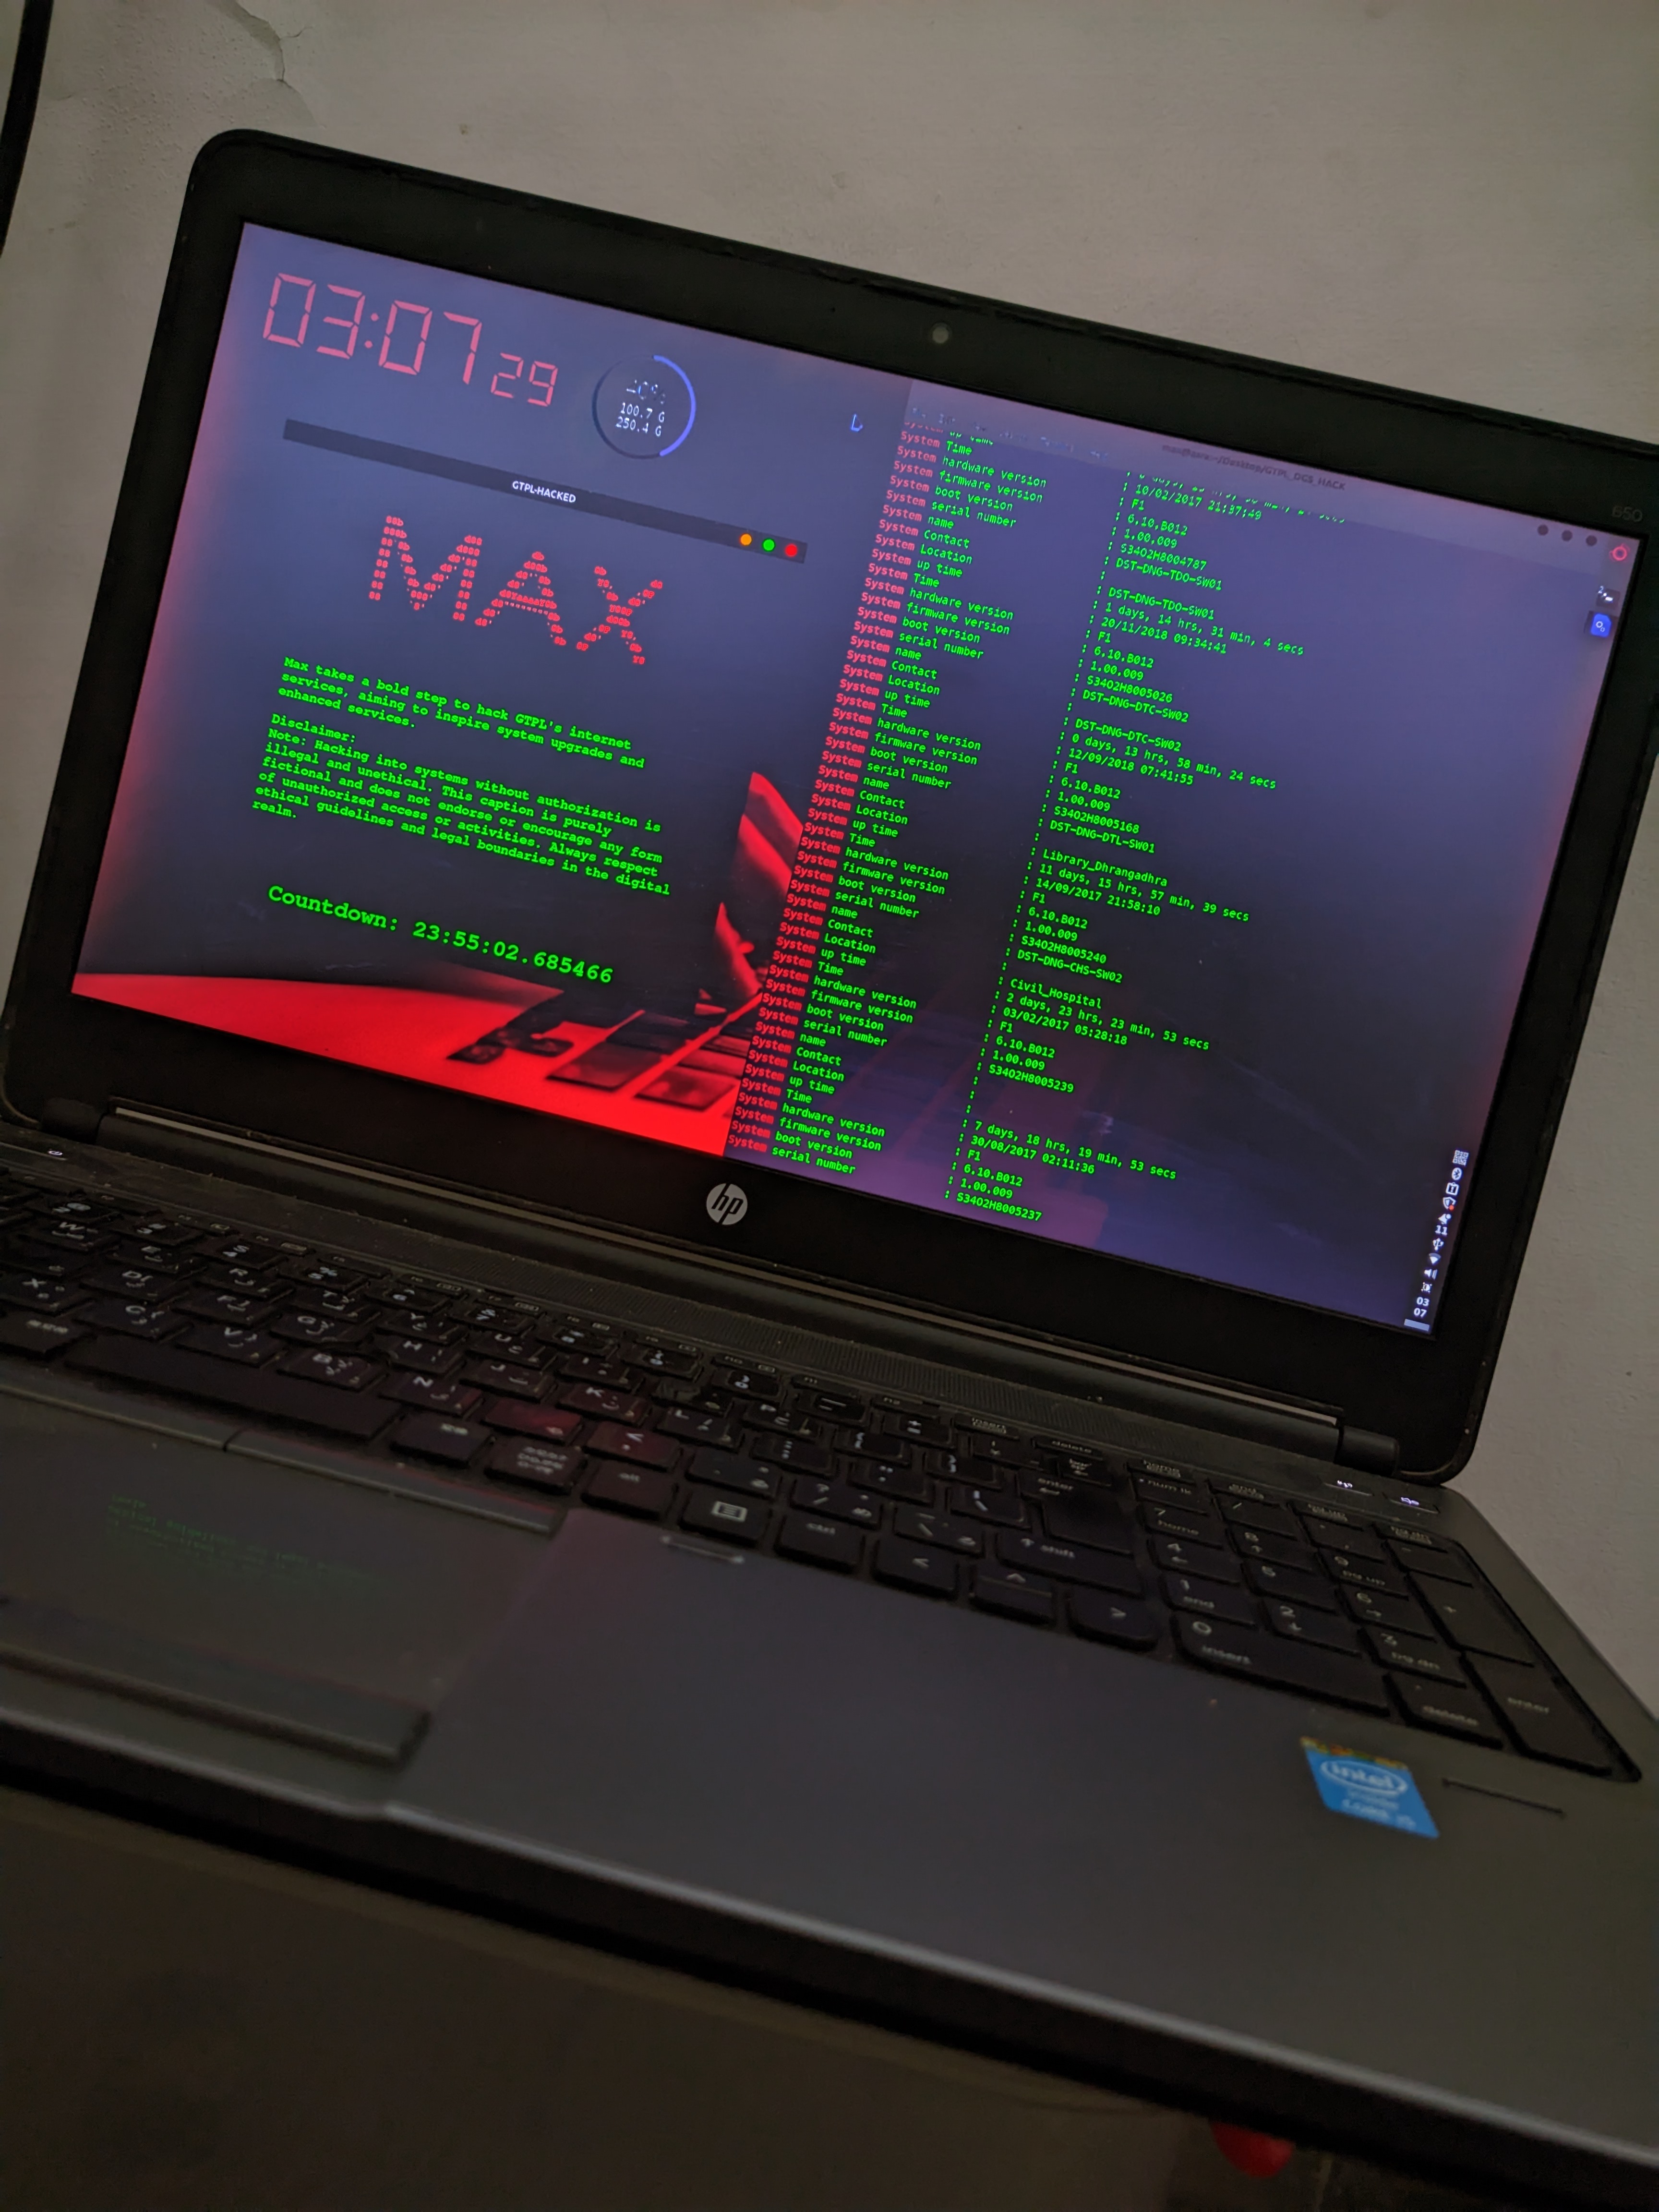 03:07 29
100.7 G
250.4 G
GTPL-HACKED
MAX
Max takes a bold step to hack GTPL's internet
services, aiming to inspire system upgrades and
enhanced services.
Disclaimer:
Note: Hacking into systems without authorization is
illegal and unethical. This caption is purely
fictional and does not endorse or encourage any form
of unauthorized access or activities. Always respect
ethical guidelines and legal boundaries in the digital
realm.
Countdown: 23:55:02.685466
System up time
System Time : 10/02/2017 21:37:49
System hardware version : F1
System firmware version : 6.10.B012
System boot version : 1.00.009
System serial number : S3402H8004787
System name : DST-DNG-TDO-SW01
System Contact :
System Location : DST-DNG-TDO-SW01
System up time : 1 days, 14 hrs, 31 min, 4 secs
System Time : 20/11/2018 09:34:41
System hardware version : F1
System firmware version : 6.10.B012
System boot version : 1.00.009
System serial number : S3402H8005026
System name : DST-DNG-DTC-SW02
System Contact :
System Location : DST-DNG-DTC-SW02
System up time : 0 days, 13 hrs, 58 min, 24 secs
System Time : 12/09/2018 07:41:55
System hardware version : F1
System firmware version : 6.10.B012
System boot version : 1.00.009
System serial number : S3402H8005168
System name : DST-DNG-DTL-SW01
System Contact :
System Location : Library_Dhrangadhra
System up time : 11 days, 15 hrs, 57 min, 39 secs
System Time : 14/09/2017 21:58:10
System hardware version : F1
System firmware version : 6.10.B012
System boot version : 1.00.009
System serial number : S3402H8005240
System name : DST-DNG-CHS-SW02
System Contact :
System Location : Civil_Hospital
System up time : 2 days, 23 hrs, 23 min, 53 secs
System Time : 03/02/2017 05:28:18
System hardware version : F1
System firmware version : 6.10.B012
System boot version : 1.00.009
System serial number : S3402H8005239
System name :
System Contact :
System Location :
System up time : 7 days, 18 hrs, 19 min, 53 secs
System Time : 30/08/2017 02:11:36
System hardware version : F1
System firmware version : 6.10.B012
System boot version : 1.00.009
System serial number : S3402H8005237
650
11
03
07
hp
delete
enter
shift
alt
ctrl
home
end
insert
delete
enter
intel